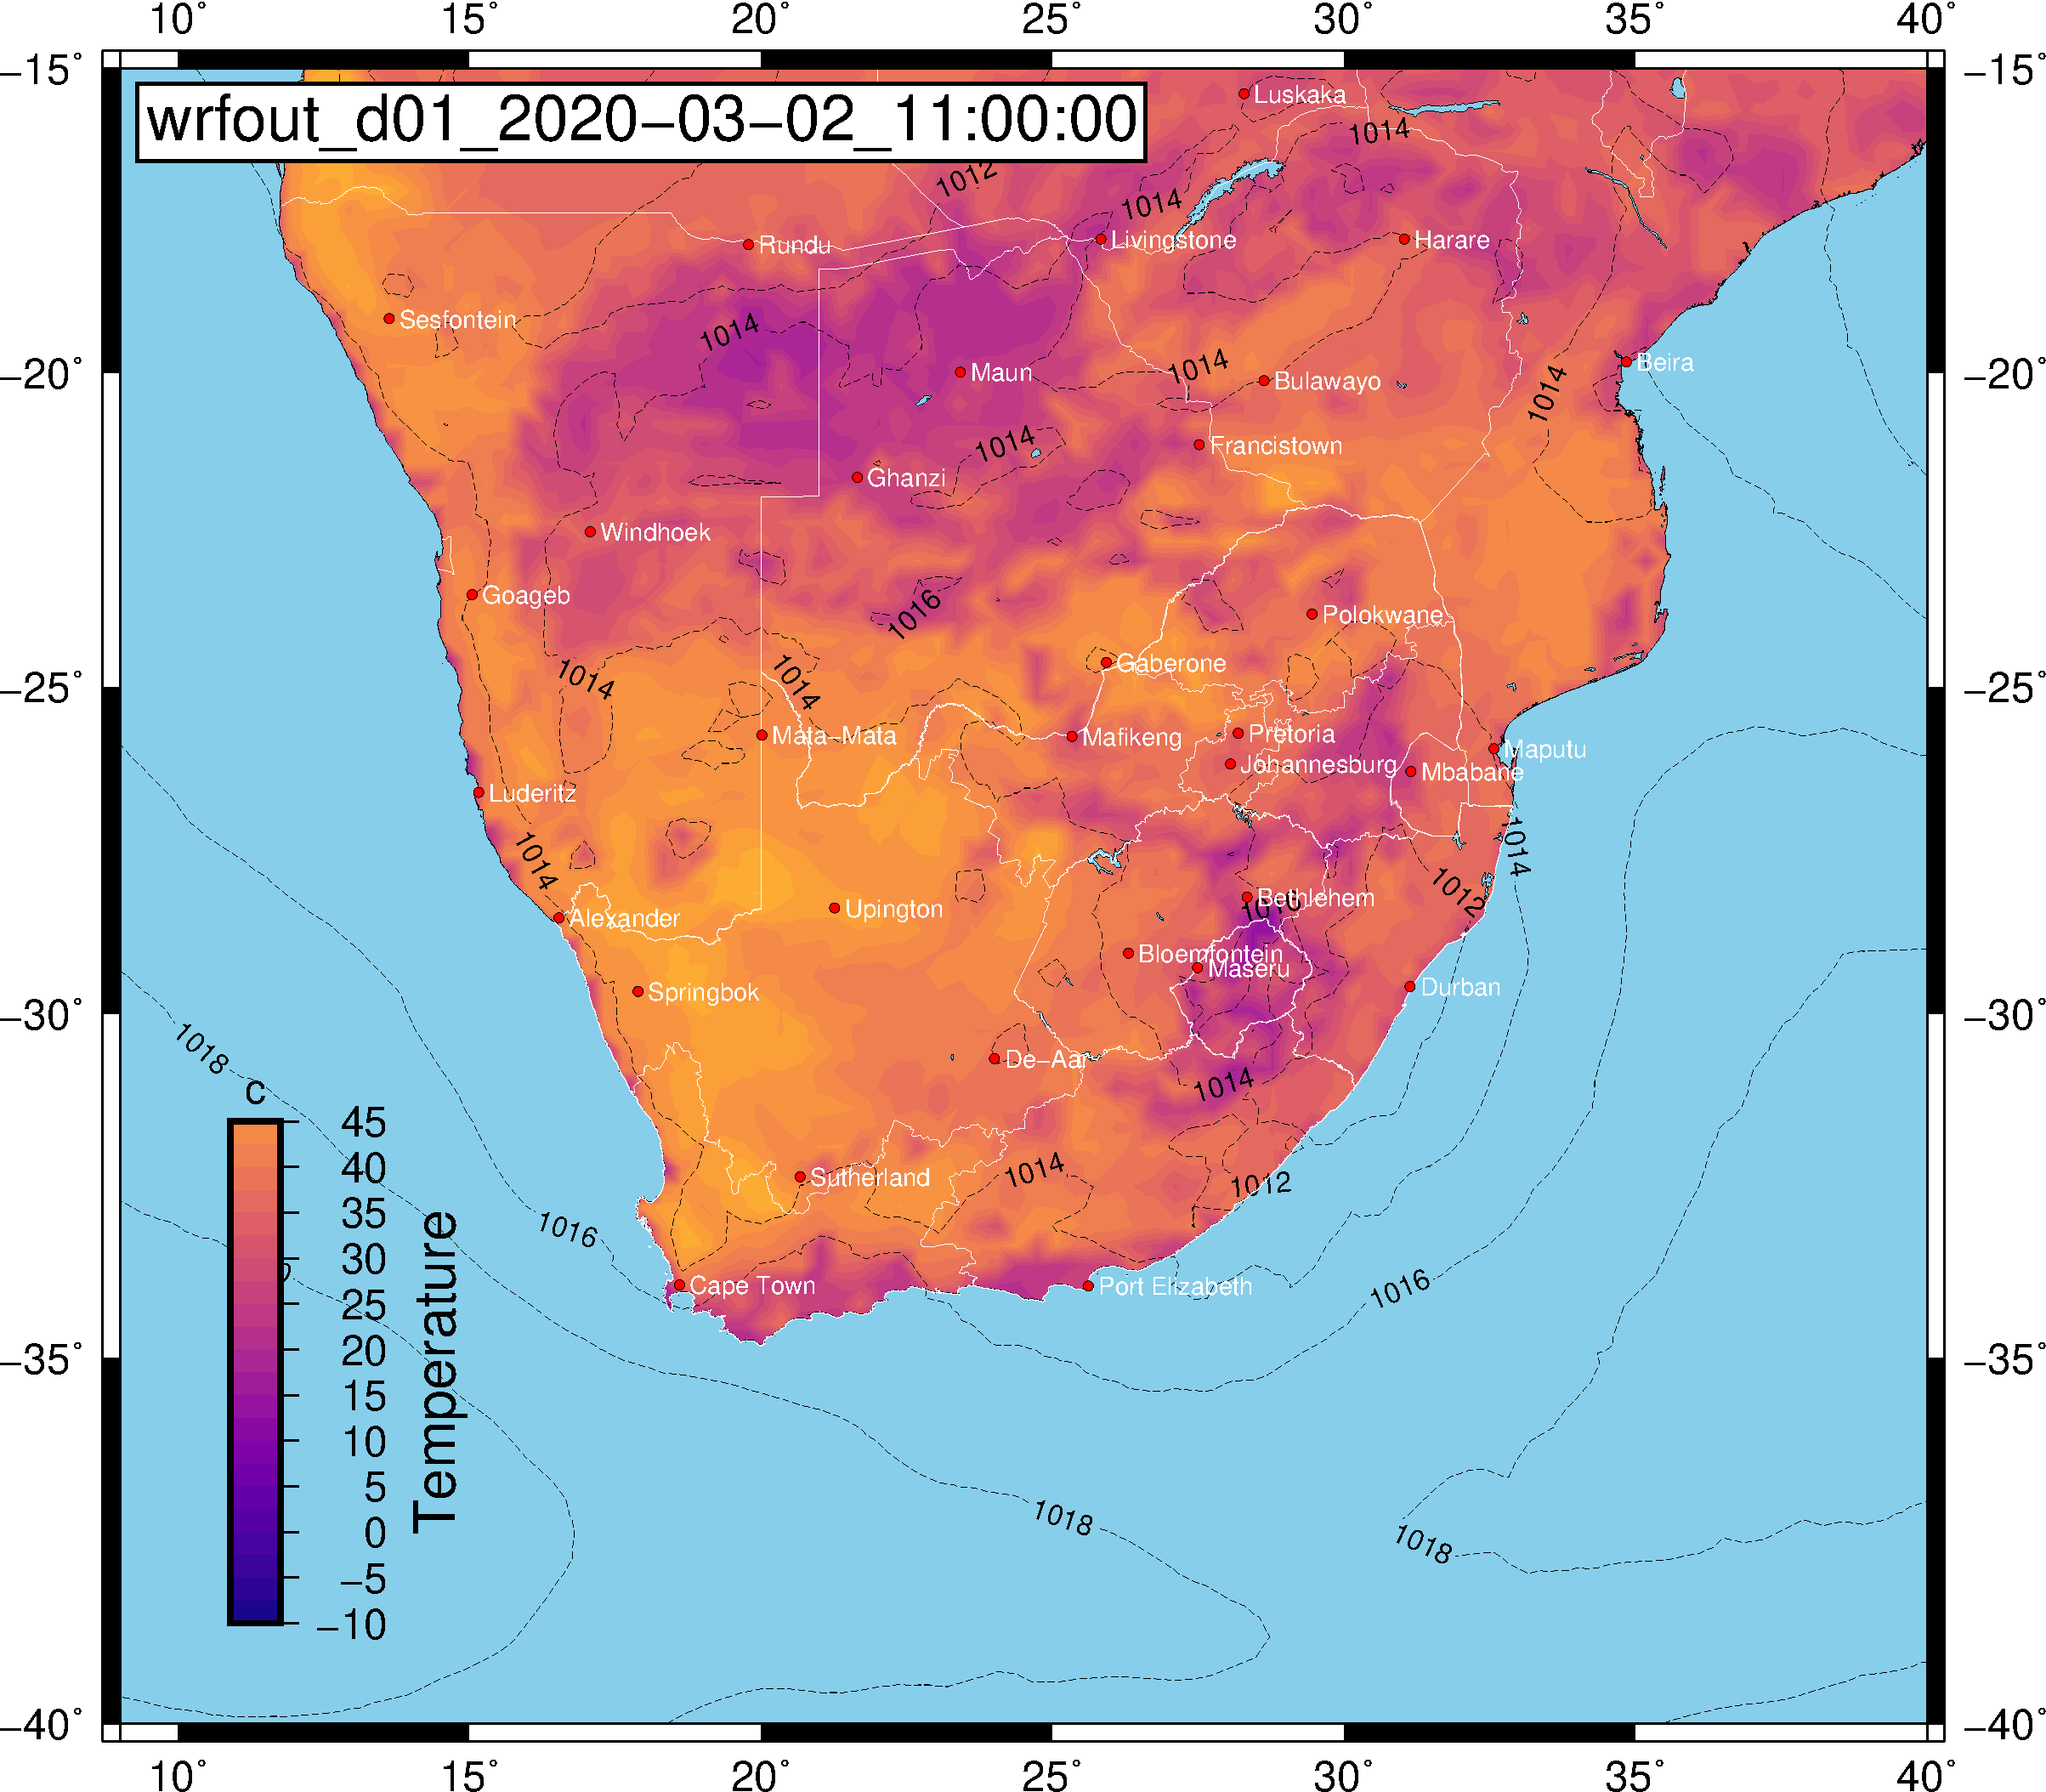 10° 15° 20° 25° 30° 35° 40°
−15° −15°
wrfout_d01_2020−03−02_11:00:00
Luskaka
1014
1012
1014
Rundu
Livingstone
Harare
Sesfontein
1014
1014
Beira
−20° −20°
Maun
Bulawayo
1014
1014
Francistown
Ghanzi
Windhoek
Goageb
1016
Polokwane
Gaberone
1014
1014
−25° −25°
Mata−Mata
Mafikeng
Pretoria
Maputu
Johannesburg
Mbabane
Luderitz
1014
1014
1012
Bethlehem
1010
Alexander
Upington
Bloemfontein
Maseru
Springbok
Durban
−30° −30°
1018
De−Aar
1014
Sutherland
1014
1012
1016
Cape Town
Port Elizabeth
1016
−35° −35°
1018
1018
c
45
40
35
30
25
20
15
10
5
0
−5
−10
Temperature
−40° −40°
10° 15° 20° 25° 30° 35° 40°